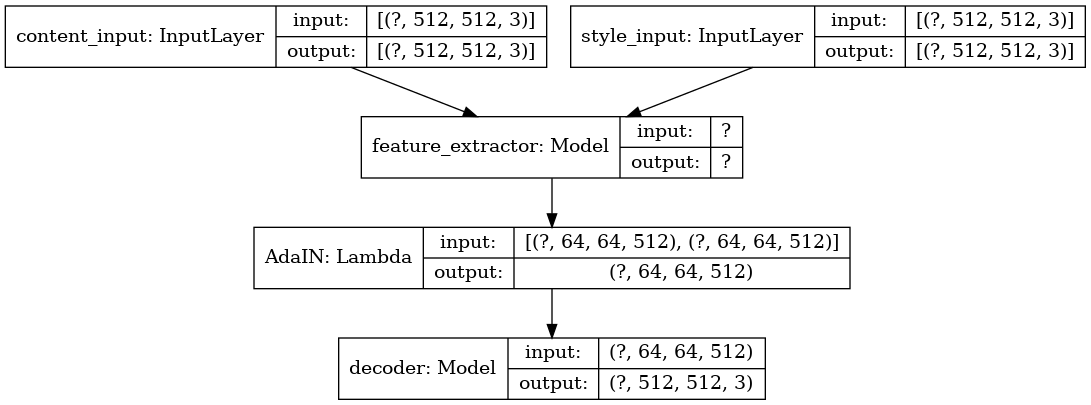 content_input: InputLayer
input: [(?, 512, 512, 3)]
output: [(?, 512, 512, 3)]
style_input: InputLayer
input: [(?, 512, 512, 3)]
output: [(?, 512, 512, 3)]
feature_extractor: Model
input: ?
output: ?
AdaIN: Lambda
input: [(?, 64, 64, 512), (?, 64, 64, 512)]
output: (?, 64, 64, 512)
decoder: Model
input: (?, 64, 64, 512)
output: (?, 512, 512, 3)